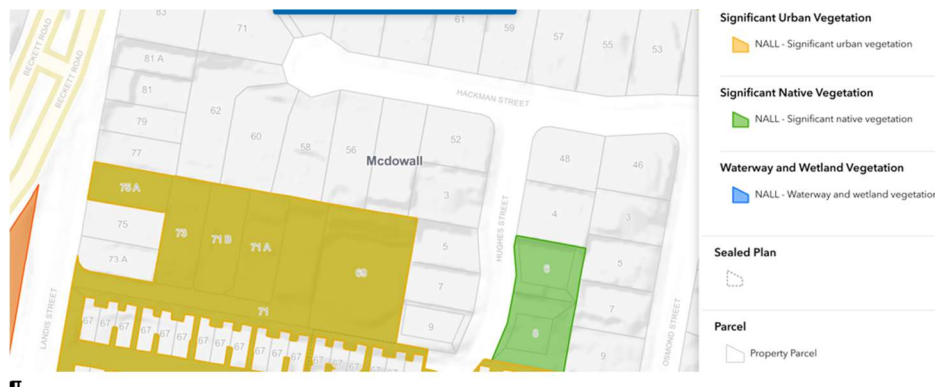 83
71
61
59
57
55
53
BECKETT ROAD
BECKETT ROAD
81 A
81
79
77
62
60
58
56
52
HACKMAN STREET
Mcdowall
48
46
3
4
3
75 A
75
73 A
73
71 B
71 A
69
5
7
9
HUGHES STREET
6
8
5
7
9
OSMOND STREET
LANDIS STREET
71
67 67 67 67 67 67 67 67 67 67 67
Significant Urban Vegetation
NALL - Significant urban vegetation
Significant Native Vegetation
NALL - Significant native vegetation
Waterway and Wetland Vegetation
NALL - Waterway and wetland vegetation
Sealed Plan
Parcel
Property Parcel